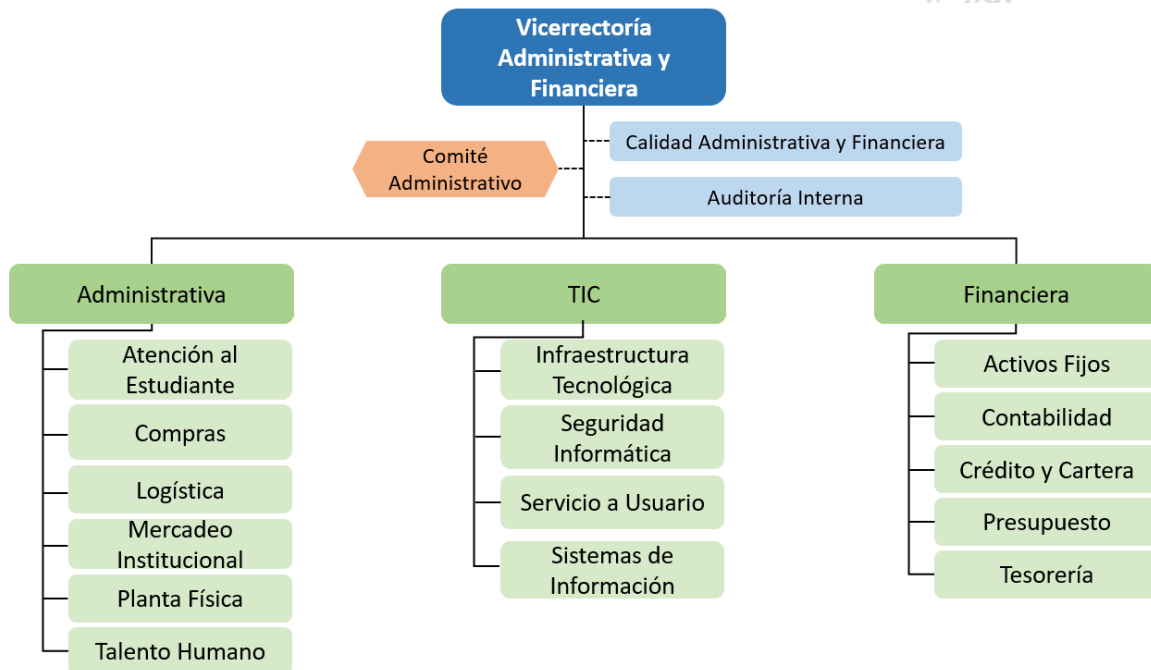 Vicerrectoría
Administrativa y
Financiera
Comité
Administrativo
Calidad Administrativa y Financiera
Auditoría Interna
Administrativa
Atención al
Estudiante
Compras
Logística
Mercadeo
Institucional
Planta Física
Talento Humano
TIC
Infraestructura
Tecnológica
Seguridad
Informática
Servicio a Usuario
Sistemas de
Información
Financiera
Activos Fijos
Contabilidad
Crédito y Cartera
Presupuesto
Tesorería